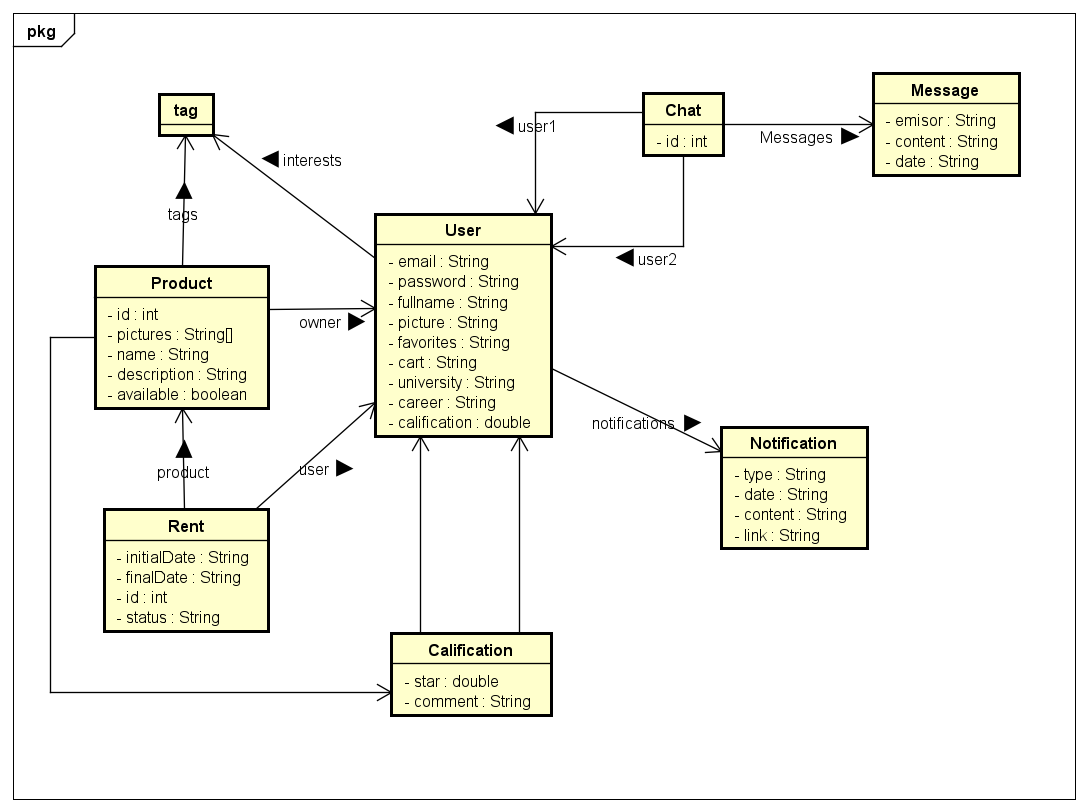 pkg
tag
interests
tags
Chat
- id : int
user1
user2
Messages
Message
- emisor : String
- content : String
- date : String
User
- email : String
- password : String
- fullname : String
- picture : String
- favorites : String
- cart : String
- university : String
- career : String
- calification : double
Product
- id : int
- pictures : String[]
- name : String
- description : String
- available : boolean
owner
notifications
Notification
- type : String
- date : String
- content : String
- link : String
product
user
Rent
- initialDate : String
- finalDate : String
- id : int
- status : String
Calification
- star : double
- comment : String